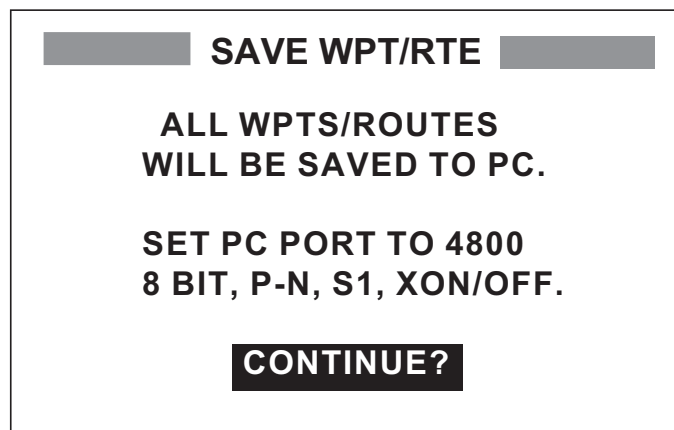 SAVE WPT/RTE
ALL WPTS/ROUTES
WILL BE SAVED TO PC.
SET PC PORT TO 4800
8 BIT, P-N, S1, XON/OFF.
CONTINUE?